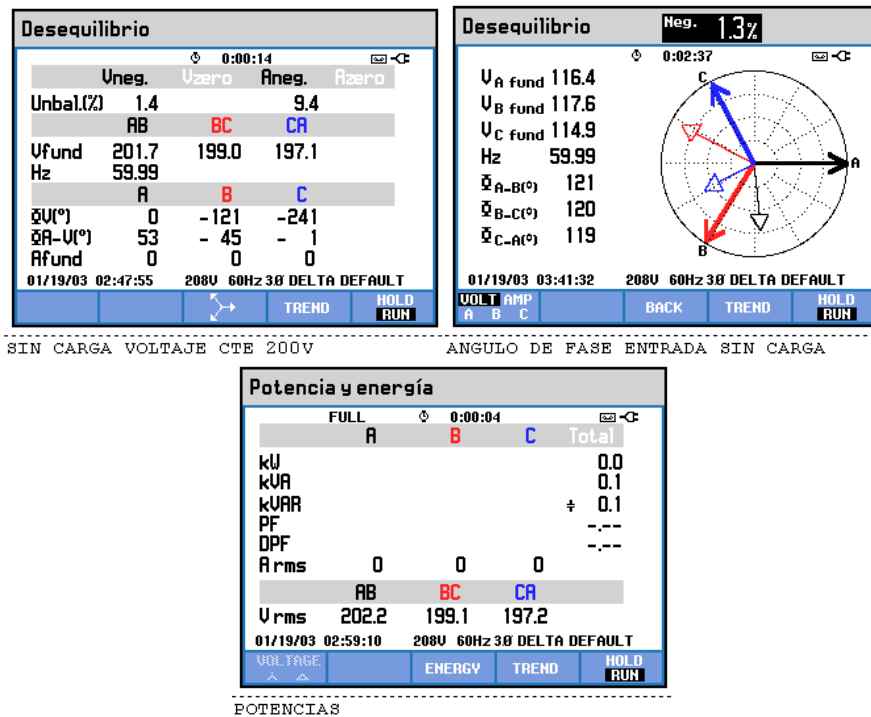 Desequilibrio
0:00:14
Vneg. Vzero Aneg. Azero
Unbal.(%) 1.4 9.4
AB BC CA
Vfund 201.7 199.0 197.1
Hz 59.99
A B C
ΦV(°) 0 -121 -241
ΦA-V(°) 53 - 45 - 1
Afund 0 0 0
01/19/03 02:47:55 208V 60Hz 3Ø DELTA DEFAULT
TREND HOLD
RUN
SIN CARGA VOLTAJE CTE 200V
Desequilibrio Neg. 1.3%
0:02:37
V A fund 116.4
V B fund 117.6
V C fund 114.9
Hz 59.99
Φ A-B(°) 121
Φ B-C(°) 120
Φ C-A(°) 119
C
A
B
01/19/03 03:41:32 208V 60Hz 3Ø DELTA DEFAULT
VOLT AMP
A B C BACK TREND HOLD
RUN
ANGULO DE FASE ENTRADA SIN CARGA
Potencia y energía
FULL 0:00:04
A B C Total
kW 0.0
kVA 0.1
kVAR 0.1
PF -.--
DPF -.--
A rms 0 0 0
AB BC CA
V rms 202.2 199.1 197.2
01/19/03 02:59:10 208V 60Hz 3Ø DELTA DEFAULT
VOLTAGE ENERGY TREND HOLD
RUN
POTENCIAS